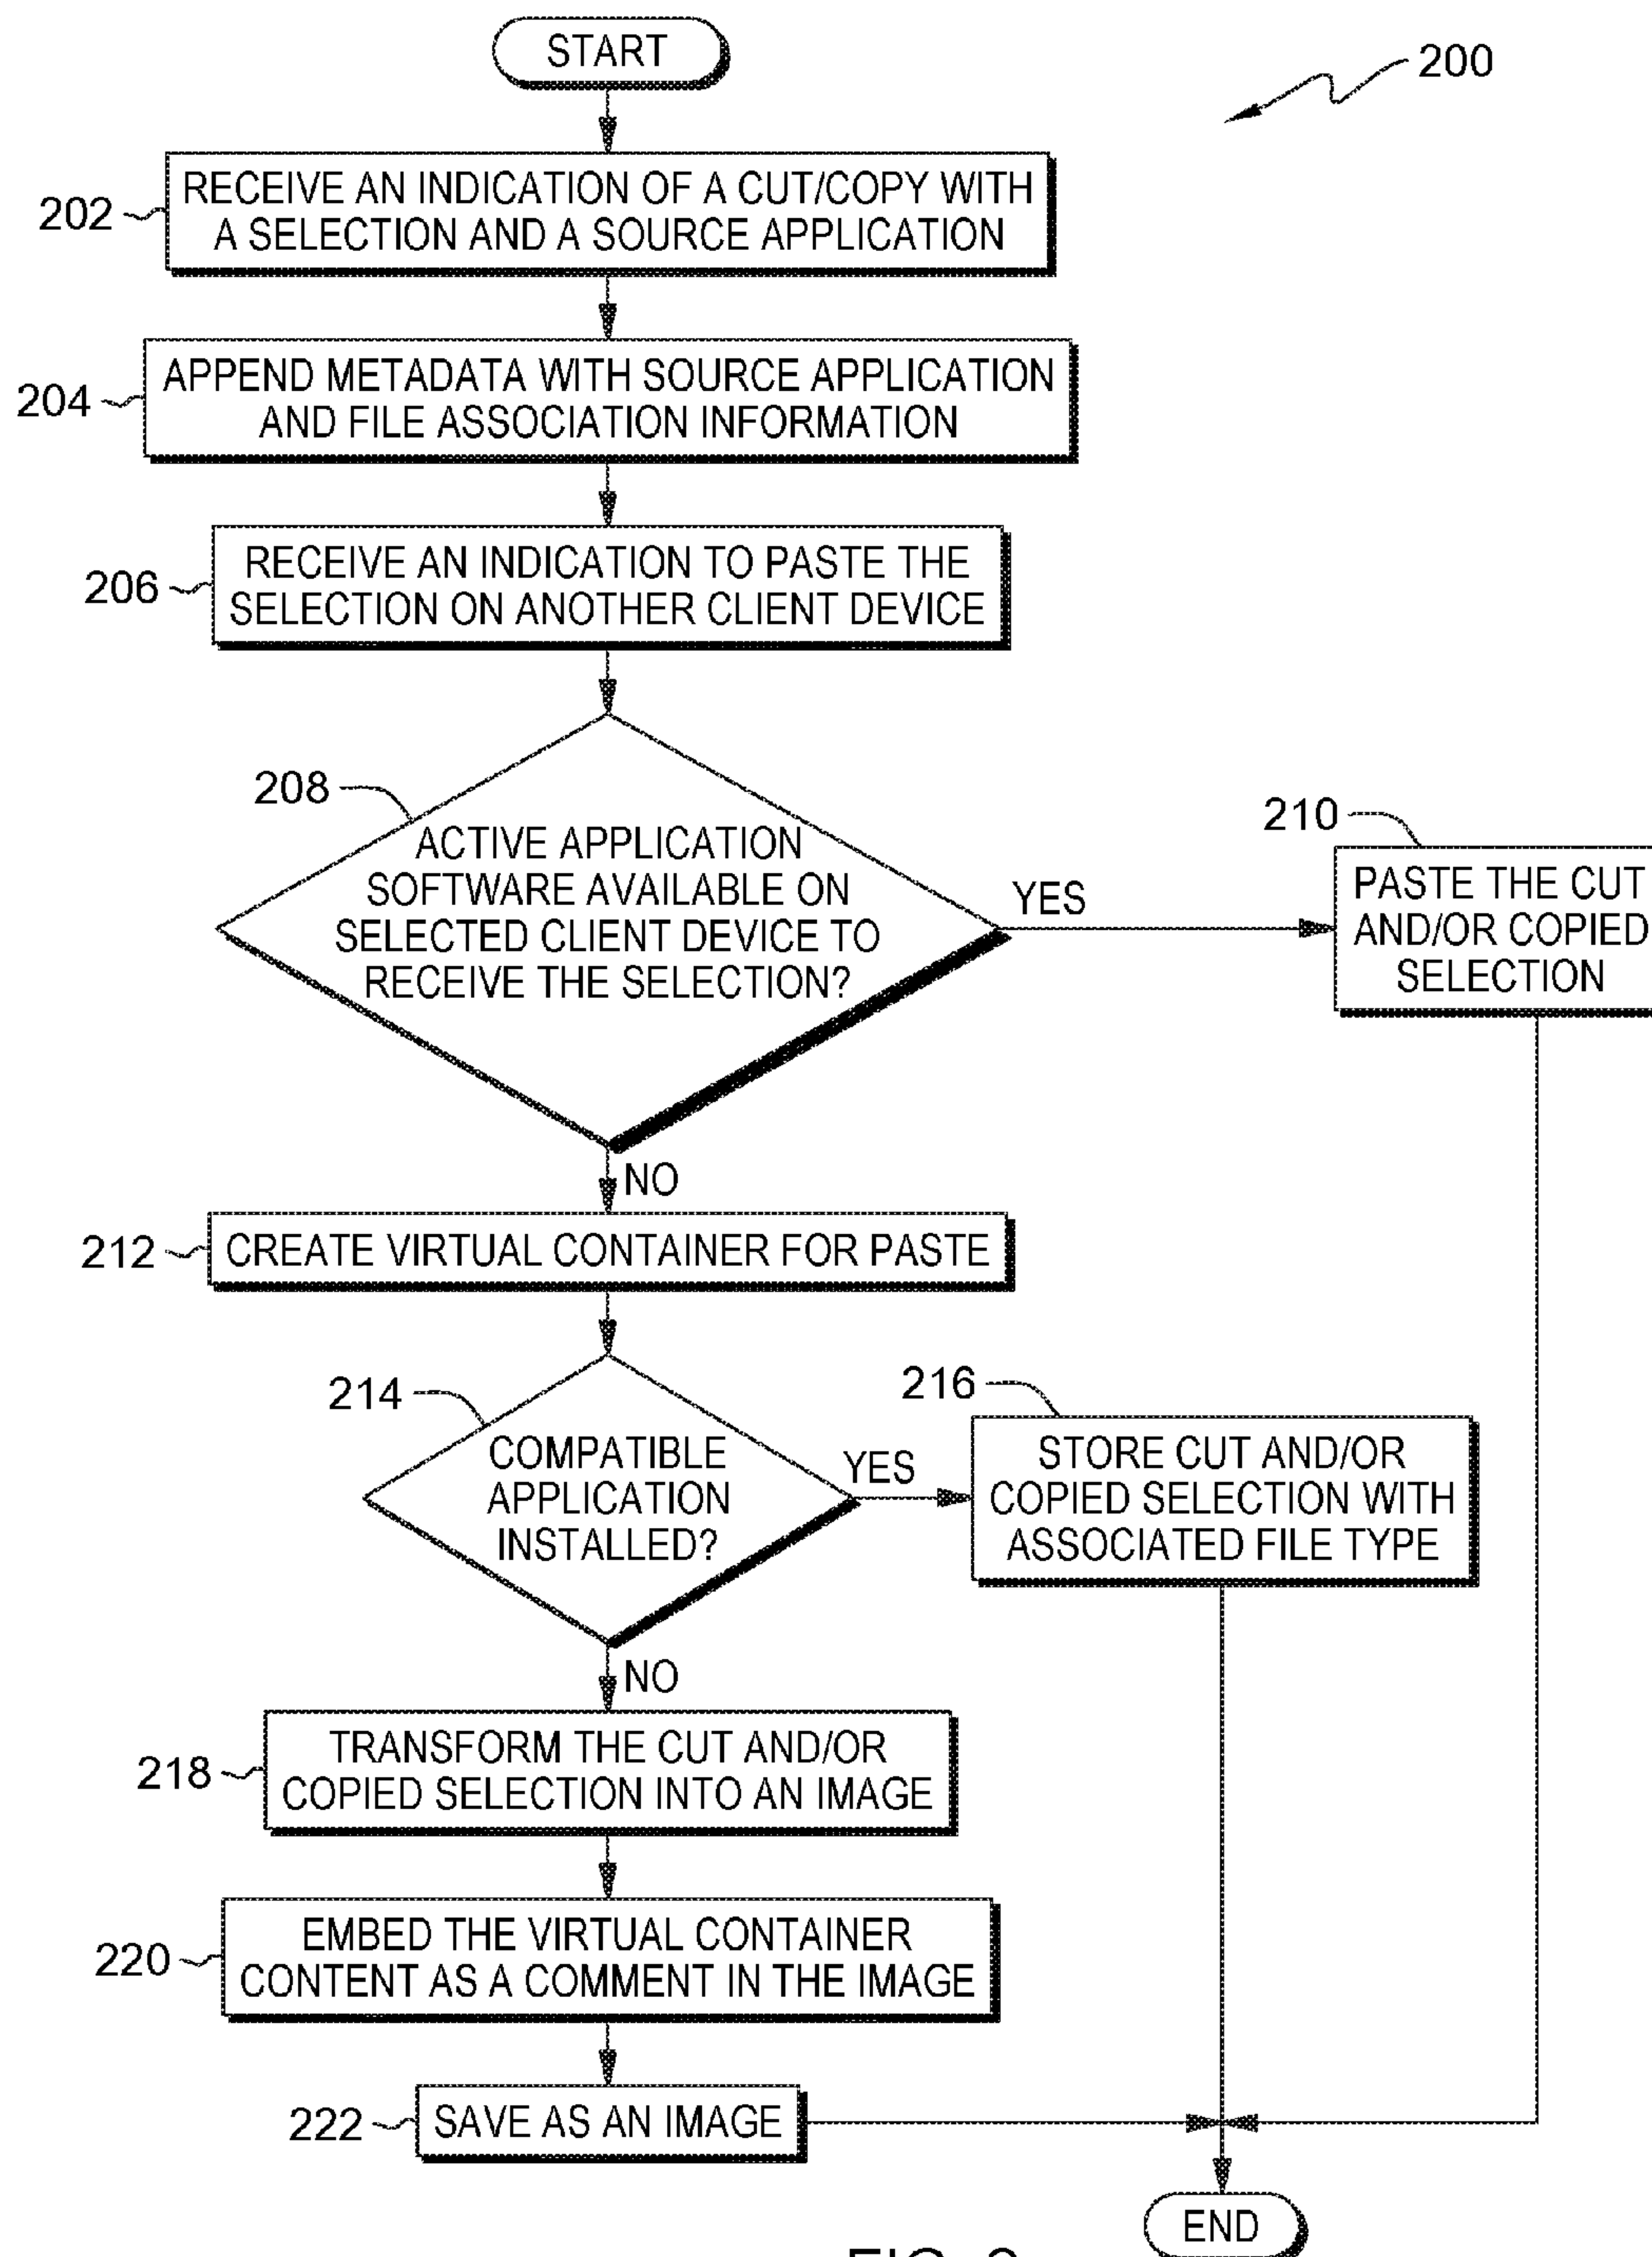 START
200
202
RECEIVE AN INDICATION OF A CUT/COPY WITH
A SELECTION AND A SOURCE APPLICATION
204
APPEND METADATA WITH SOURCE APPLICATION
AND FILE ASSOCIATION INFORMATION
206
RECEIVE AN INDICATION TO PASTE THE
SELECTION ON ANOTHER CLIENT DEVICE
208
ACTIVE APPLICATION
SOFTWARE AVAILABLE ON
SELECTED CLIENT DEVICE TO
RECEIVE THE SELECTION?
YES
210
PASTE THE CUT
AND/OR COPIED
SELECTION
NO
212
CREATE VIRTUAL CONTAINER FOR PASTE
214
COMPATIBLE
APPLICATION
INSTALLED?
YES
216
STORE CUT AND/OR
COPIED SELECTION WITH
ASSOCIATED FILE TYPE
NO
218
TRANSFORM THE CUT AND/OR
COPIED SELECTION INTO AN IMAGE
220
EMBED THE VIRTUAL CONTAINER
CONTENT AS A COMMENT IN THE IMAGE
222
SAVE AS AN IMAGE
END
FIG.